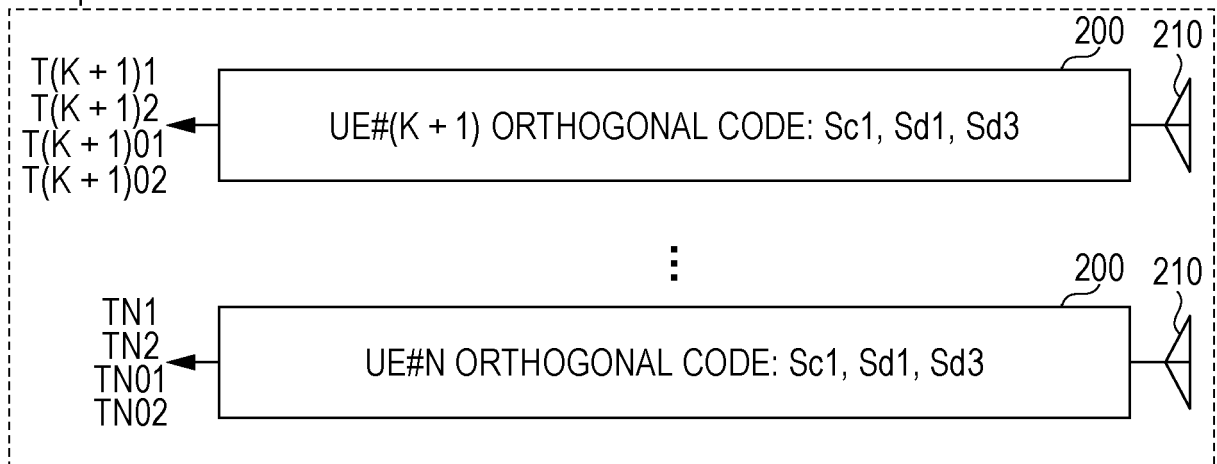 200
210
T(K + 1)1
T(K + 1)2
T(K + 1)01
T(K + 1)02
UE#(K + 1) ORTHOGONAL CODE: Sc1, Sd1, Sd3
⋮
200
210
TN1
TN2
TN01
TN02
UE#N ORTHOGONAL CODE: Sc1, Sd1, Sd3